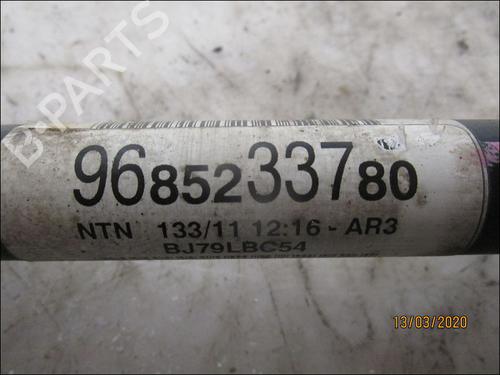 B PARTS
9685233780
NTN 133/11 12:16 - AR3
BJ79LBC54
13/03/2020